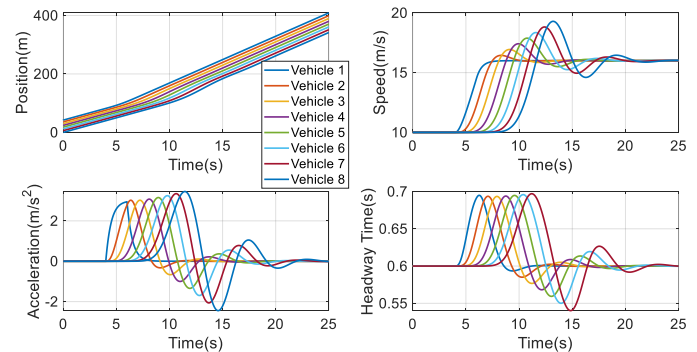 400
200
0
Position(m)
0 5 10 15 20 25
Time(s)
20
15
10
Speed(m/s)
0 5 10 15 20 25
Time(s)
Vehicle 1
Vehicle 2
Vehicle 3
Vehicle 4
Vehicle 5
Vehicle 6
Vehicle 7
Vehicle 8
2
0
-2
Acceleration(m/s²)
0 5 10 15 20 25
Time(s)
0.7
0.65
0.6
0.55
Headway Time(s)
0 5 10 15 20 25
Time(s)